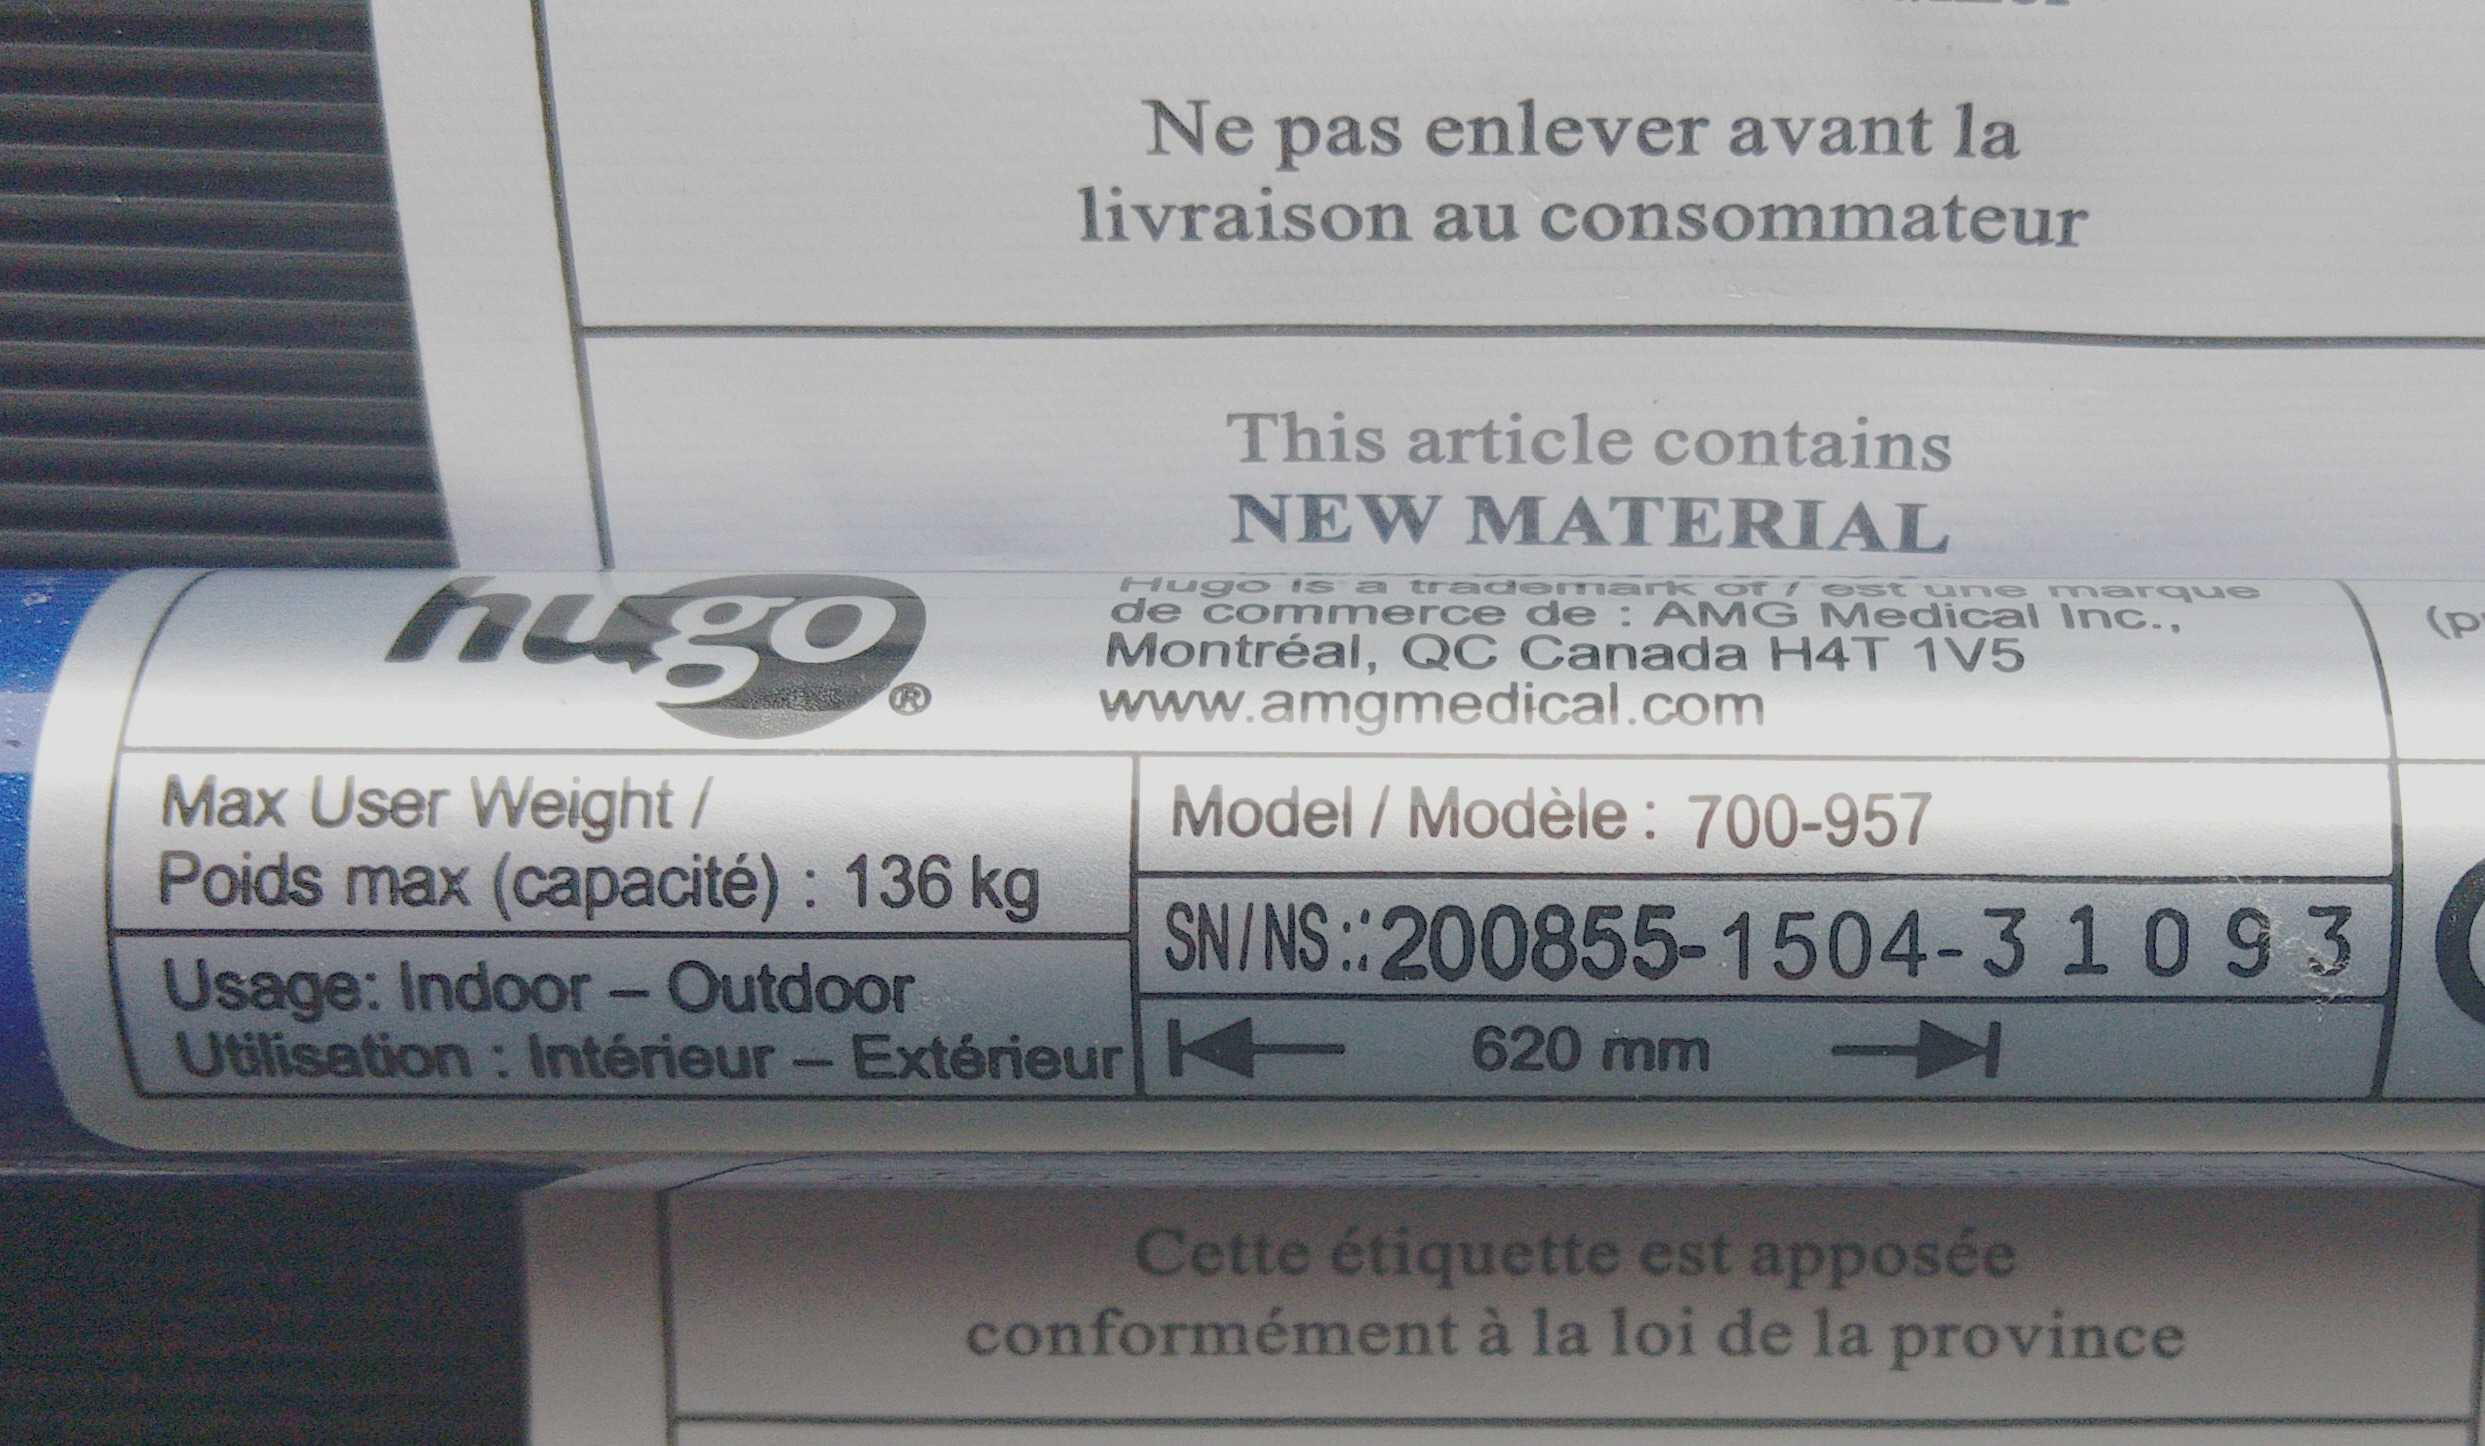 Ne pas enlever avant la
livraison au consommateur
This article contains
NEW MATERIAL
hugo®
Hugo is a trademark of / est une marque
de commerce de : AMG Medical Inc.,
Montréal, QC Canada H4T 1V5
www.amgmedical.com
Max User Weight /
Poids max (capacité) : 136 kg
Usage: Indoor – Outdoor
Utilisation : Intérieur – Extérieur
Model / Modèle : 700-957
SN/NS.:200855-1504-31093
620 mm
Cette étiquette est apposée
conformément à la loi de la province